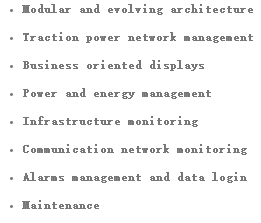 • Modular and evolving architecture
• Traction power network management
• Business oriented displays
• Power and energy management
• Infrastructure monitoring
• Communication network monitoring
• Alarms management and data login
• Maintenance